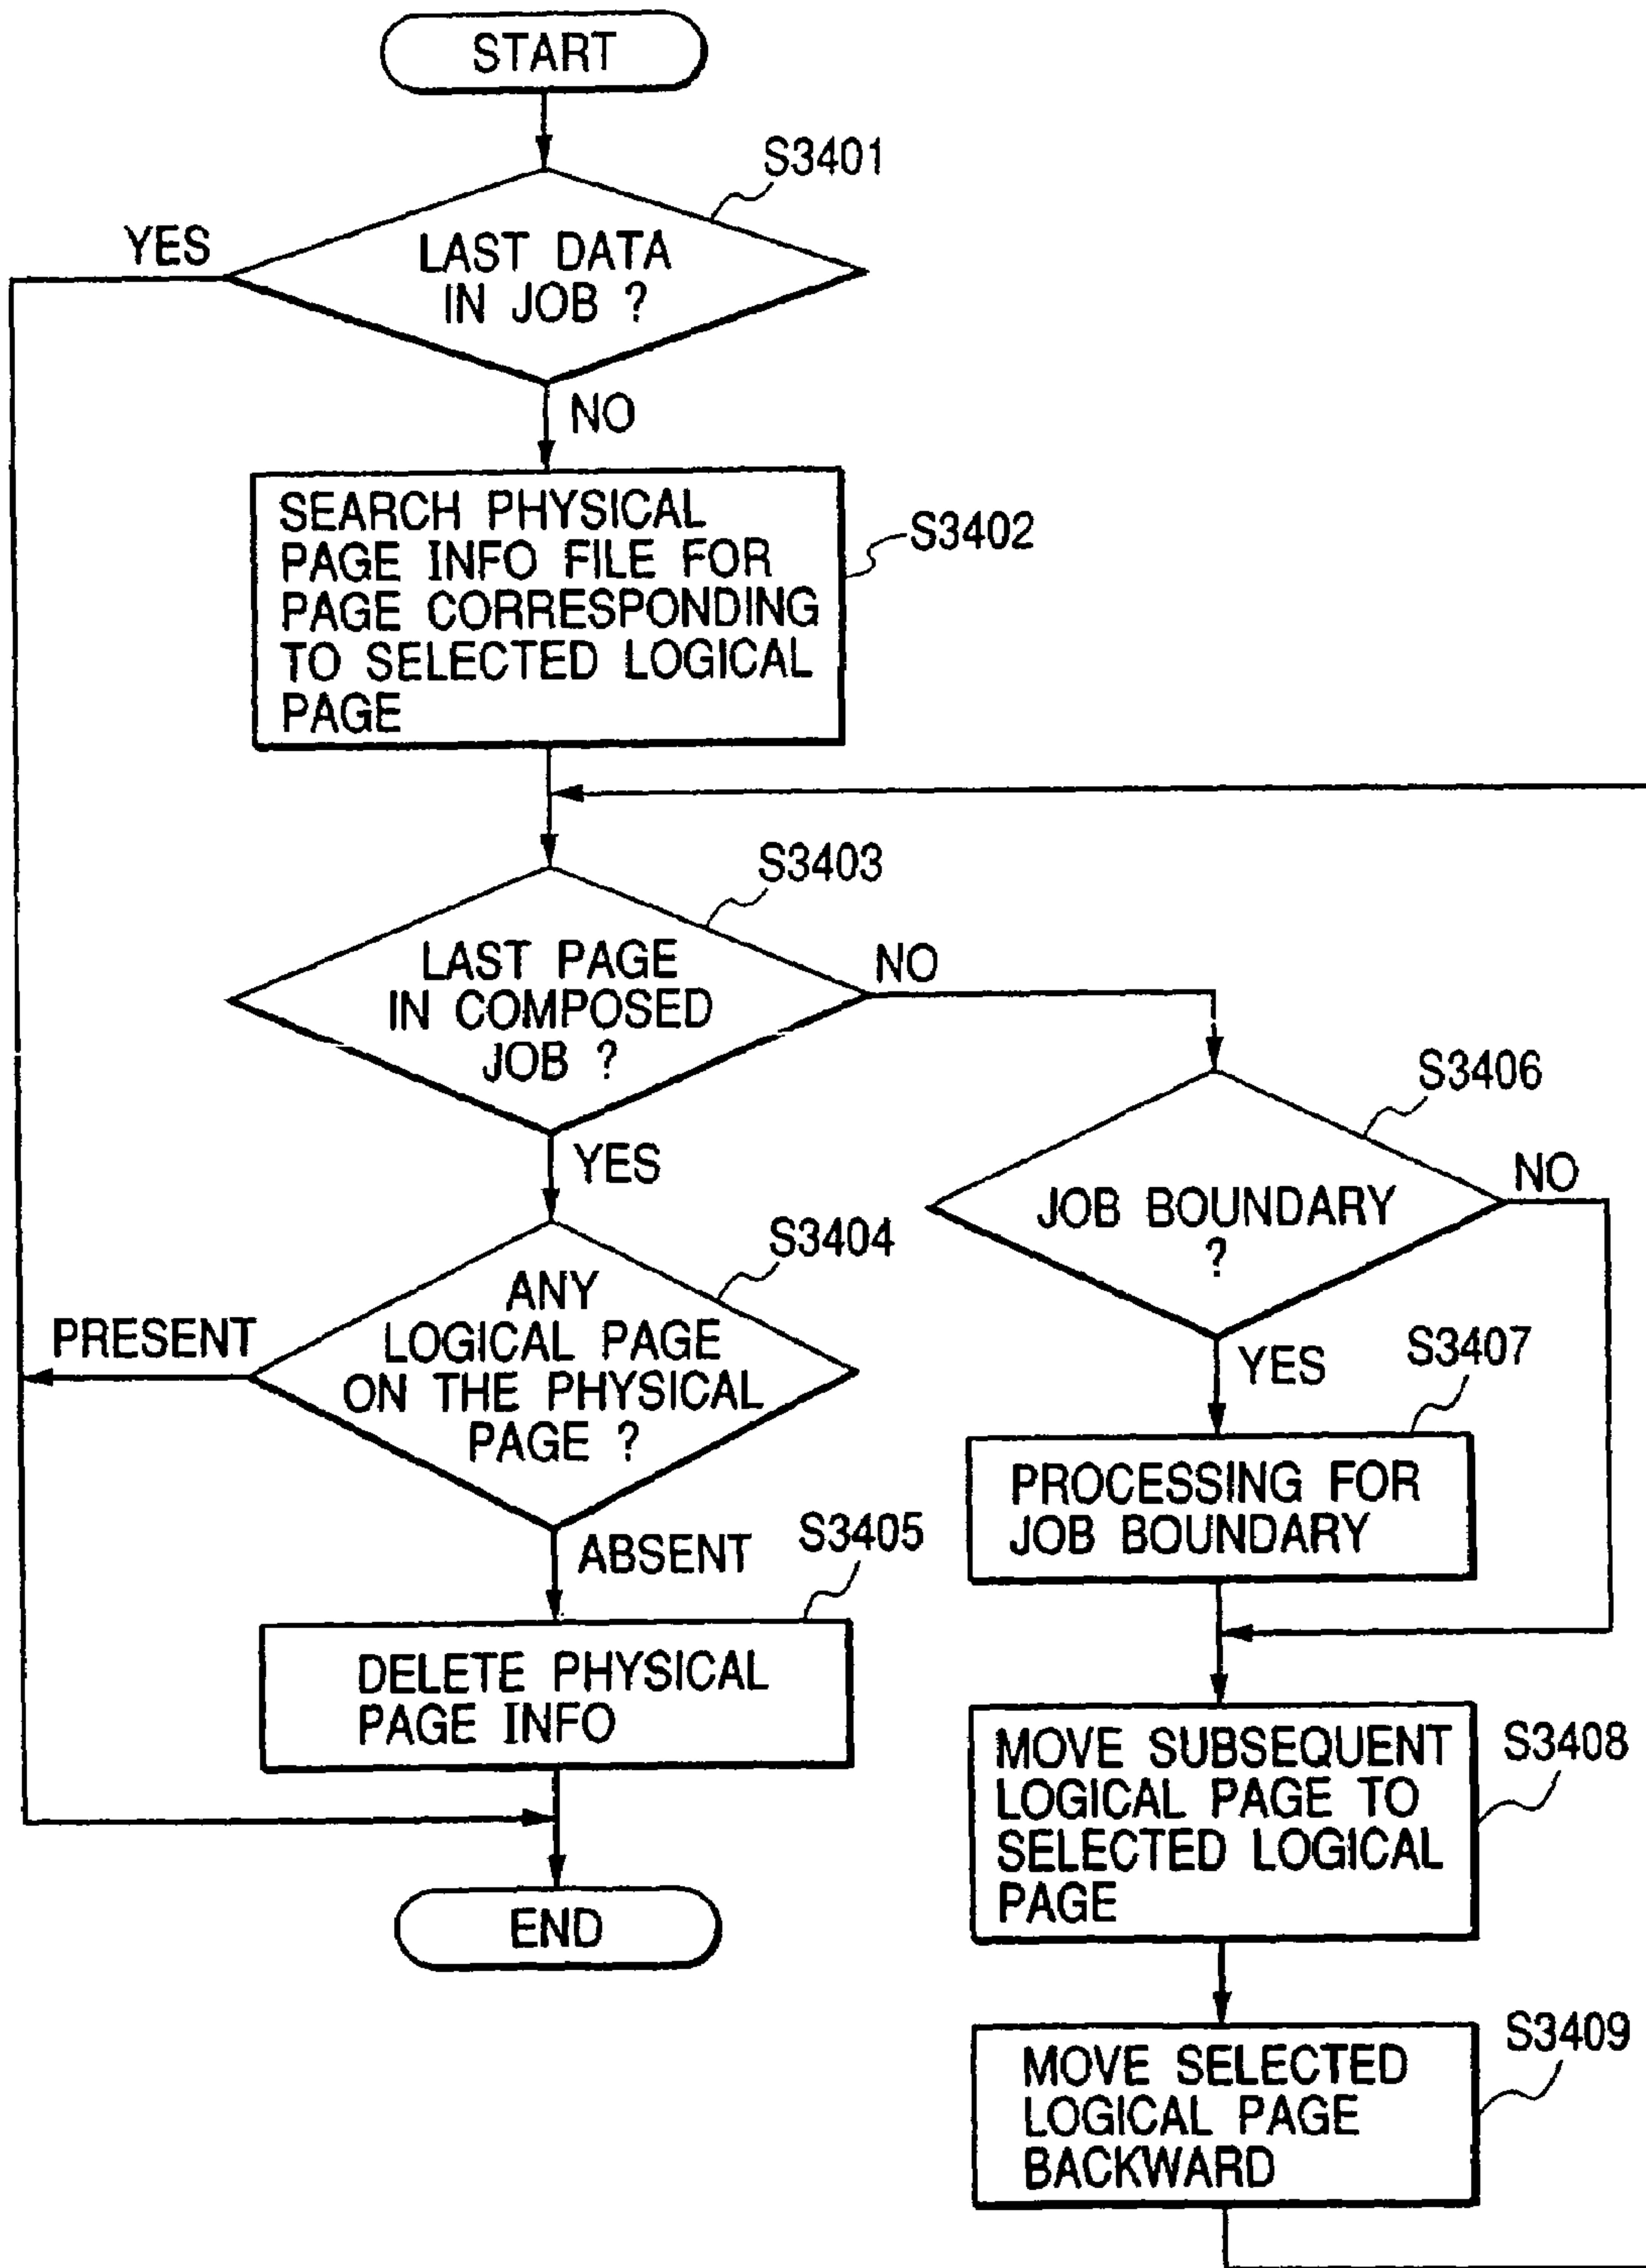 START
S3401
YES
LAST DATA
IN JOB ?
NO
SEARCH PHYSICAL
PAGE INFO FILE FOR
PAGE CORRESPONDING
TO SELECTED LOGICAL
PAGE
S3402
S3403
LAST PAGE
IN COMPOSED
JOB ?
NO
YES
S3406
JOB BOUNDARY
?
NO
S3404
ANY
LOGICAL PAGE
ON THE PHYSICAL
PAGE ?
PRESENT
YES
S3407
PROCESSING FOR
JOB BOUNDARY
ABSENT
S3405
DELETE PHYSICAL
PAGE INFO
MOVE SUBSEQUENT
LOGICAL PAGE TO
SELECTED LOGICAL
PAGE
S3408
END
S3409
MOVE SELECTED
LOGICAL PAGE
BACKWARD